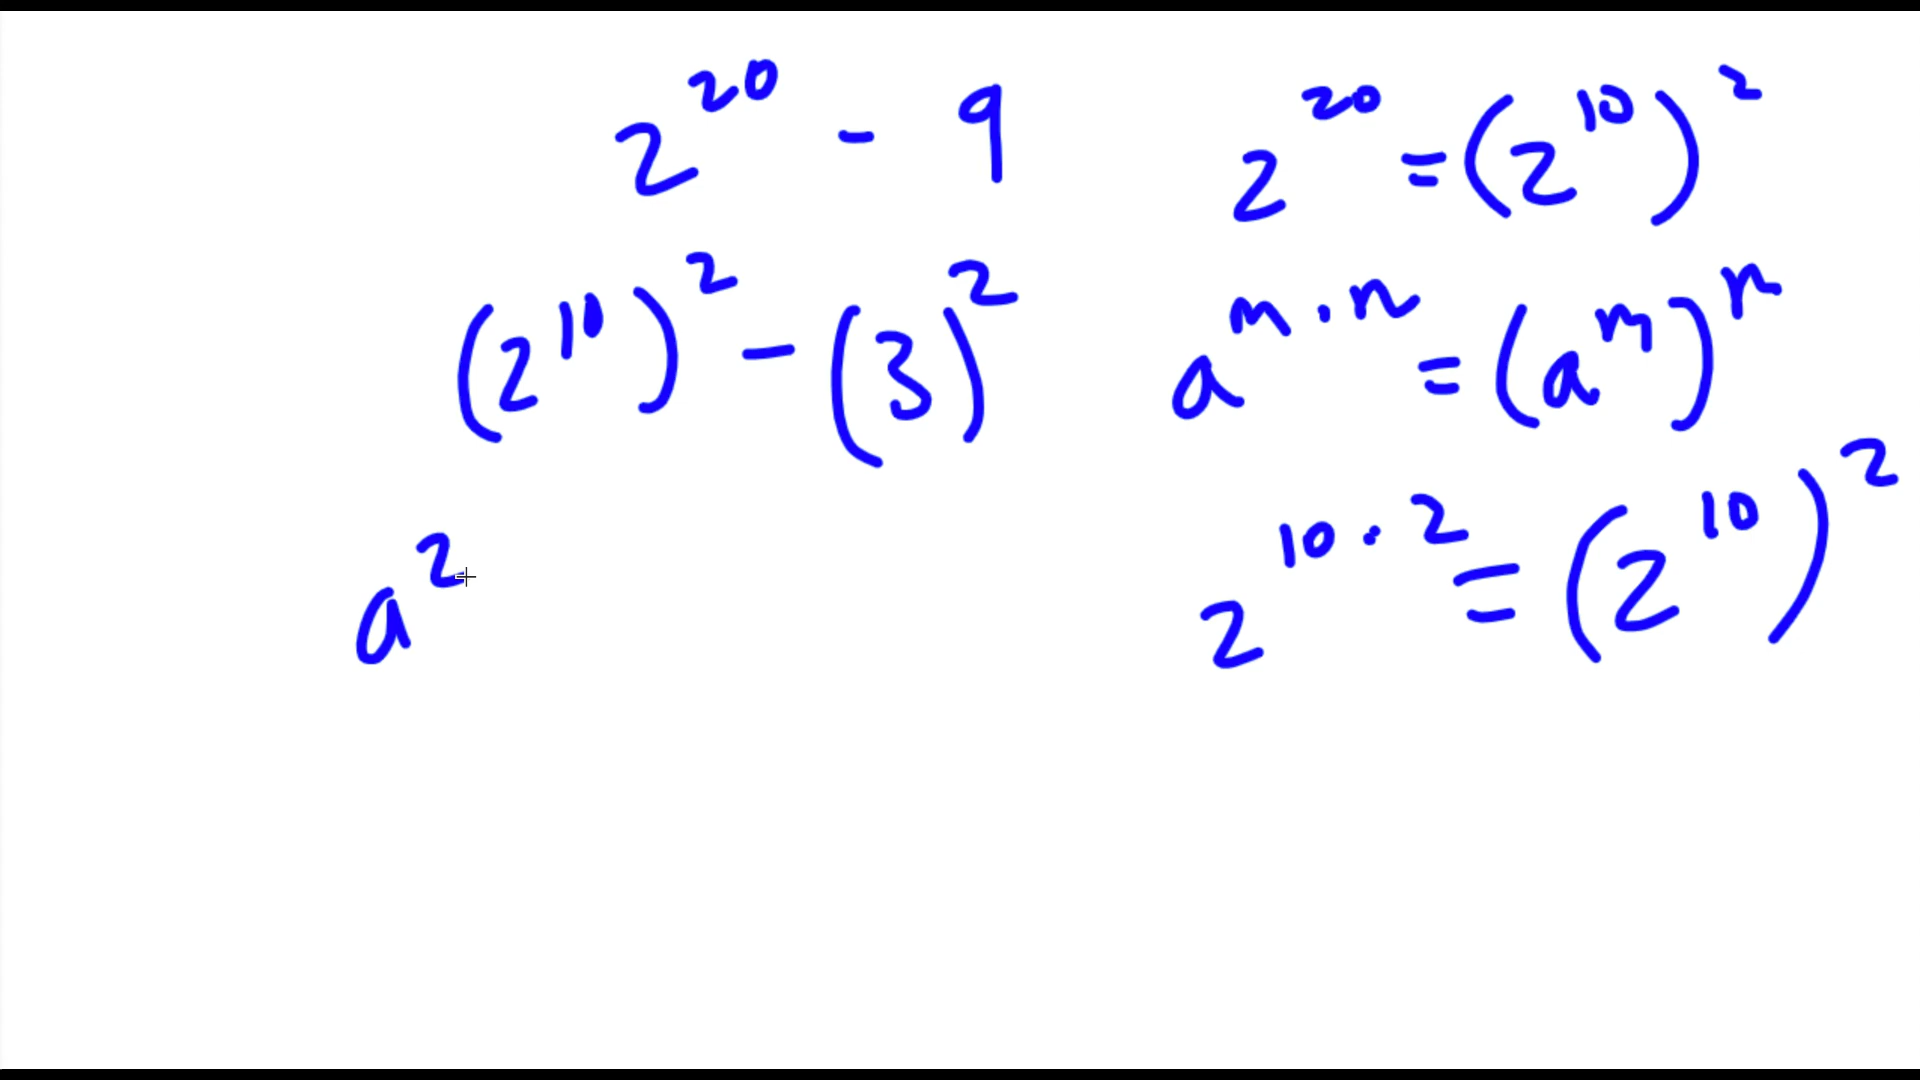 2^20 - 9
(2^10)^2 - (3)^2
a^2
2^20 = (2^10)^2
a^m·n = (a^m)^n
2^10·2 = (2^10)^2